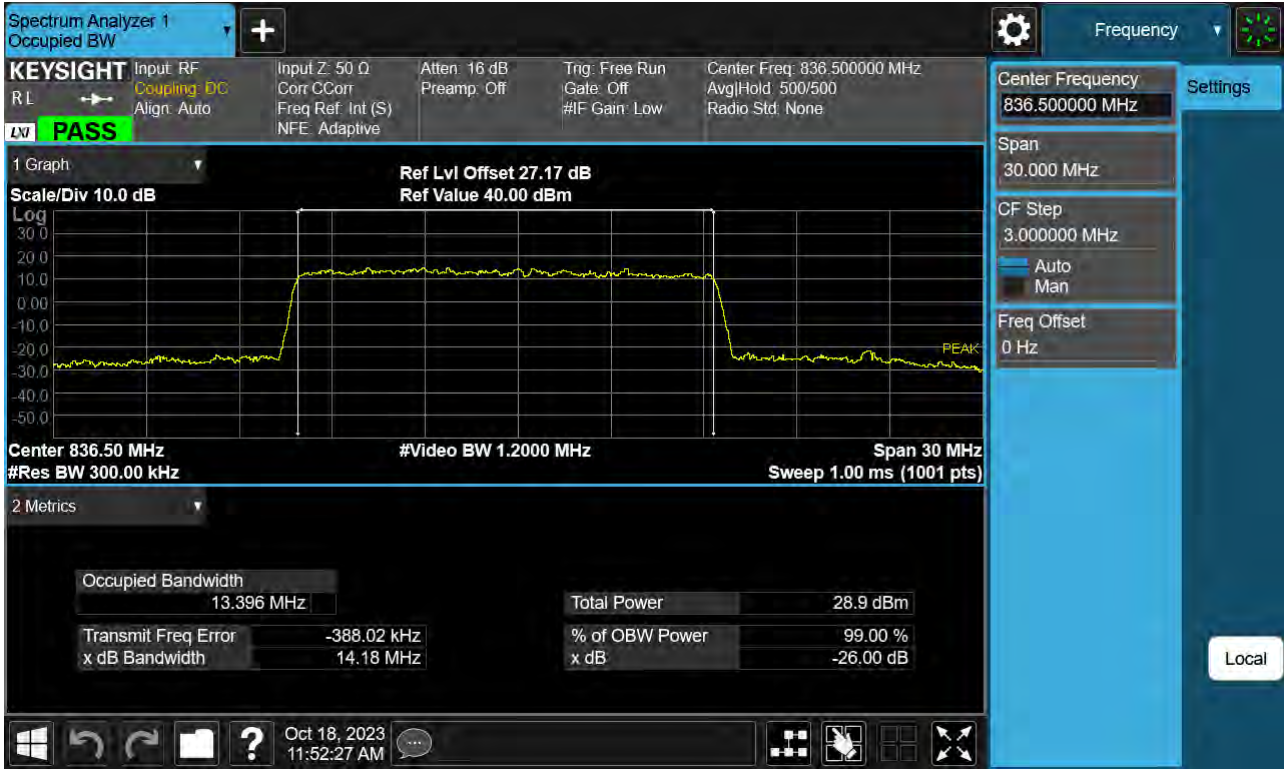 Spectrum Analyzer 1
Occupied BW
Frequency
KEYSIGHT
RL
LXI
PASS
Input: RF
Coupling: DC
Align: Auto
Input Z: 50 Ω
Corr CCorr
Freq Ref: Int (S)
NFE: Adaptive
Atten: 16 dB
Preamp: Off
Trig: Free Run
Gate: Off
#IF Gain: Low
Center Freq: 836.500000 MHz
Avg|Hold: 500/500
Radio Std: None
Center Frequency
836.500000 MHz
Settings
Span
30.000 MHz
CF Step
3.000000 MHz
Auto
Man
Freq Offset
0 Hz
Local
1 Graph
Scale/Div 10.0 dB
Ref Lvl Offset 27.17 dB
Ref Value 40.00 dBm
Log
30.0
20.0
10.0
0.00
-10.0
-20.0
-30.0
-40.0
-50.0
PEAK
Center 836.50 MHz
#Video BW 1.2000 MHz
Span 30 MHz
#Res BW 300.00 kHz
Sweep 1.00 ms (1001 pts)
2 Metrics
Occupied Bandwidth
13.396 MHz
Total Power 28.9 dBm
Transmit Freq Error -388.02 kHz
% of OBW Power 99.00 %
x dB Bandwidth 14.18 MHz
x dB -26.00 dB
?
Oct 18, 2023
11:52:27 AM